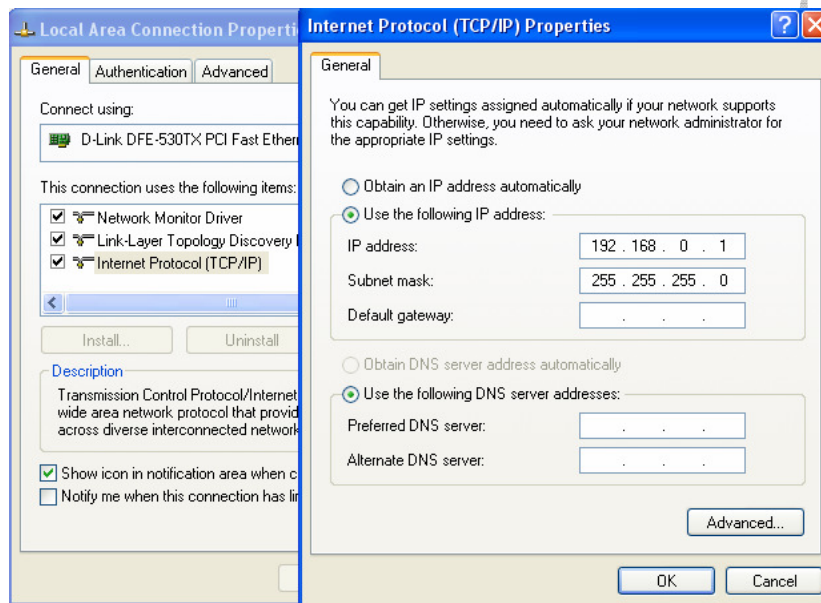 Local Area Connection Properti
General Authentication Advanced
Connect using:
D-Link DFE-530TX PCI Fast Ether
This connection uses the following items:
Network Monitor Driver
Link-Layer Topology Discovery
Internet Protocol (TCP/IP)
Install... Uninstall
Description
Transmission Control Protocol/Internet
wide area network protocol that provid
across diverse interconnected network
Show icon in notification area when c
Notify me when this connection has lin
Internet Protocol (TCP/IP) Properties
General
You can get IP settings assigned automatically if your network supports
this capability. Otherwise, you need to ask your network administrator for
the appropriate IP settings.
Obtain an IP address automatically
Use the following IP address:
IP address: 192 . 168 . 0 . 1
Subnet mask: 255 . 255 . 255 . 0
Default gateway: . . .
Obtain DNS server address automatically
Use the following DNS server addresses:
Preferred DNS server: . . .
Alternate DNS server: . . .
Advanced...
OK Cancel